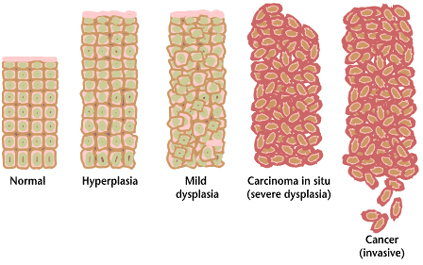 Normal
Hyperplasia
Mild
dysplasia
Carcinoma in situ
(severe dysplasia)
Cancer
(invasive)